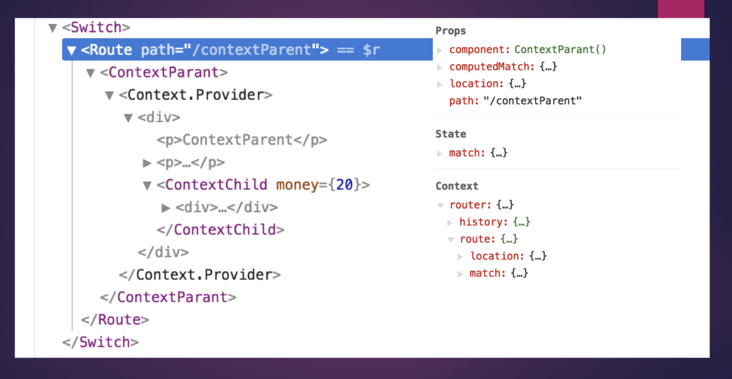 ▼ <Switch>
▼ <Route path="/contextParent"> == $r
▼ <ContextParant>
▼ <Context.Provider>
▼ <div>
<p>ContextParent</p>
▶ <p>…</p>
▼ <ContextChild money={20}>
▶ <div>…</div>
</ContextChild>
</div>
</Context.Provider>
</ContextParant>
</Route>
</Switch>
Props
▶ component: ContextParant()
▶ computedMatch: {…}
▶ location: {…}
path: "/contextParent"
State
▶ match: {…}
Context
▼ router: {…}
▶ history: {…}
▼ route: {…}
▶ location: {…}
▶ match: {…}